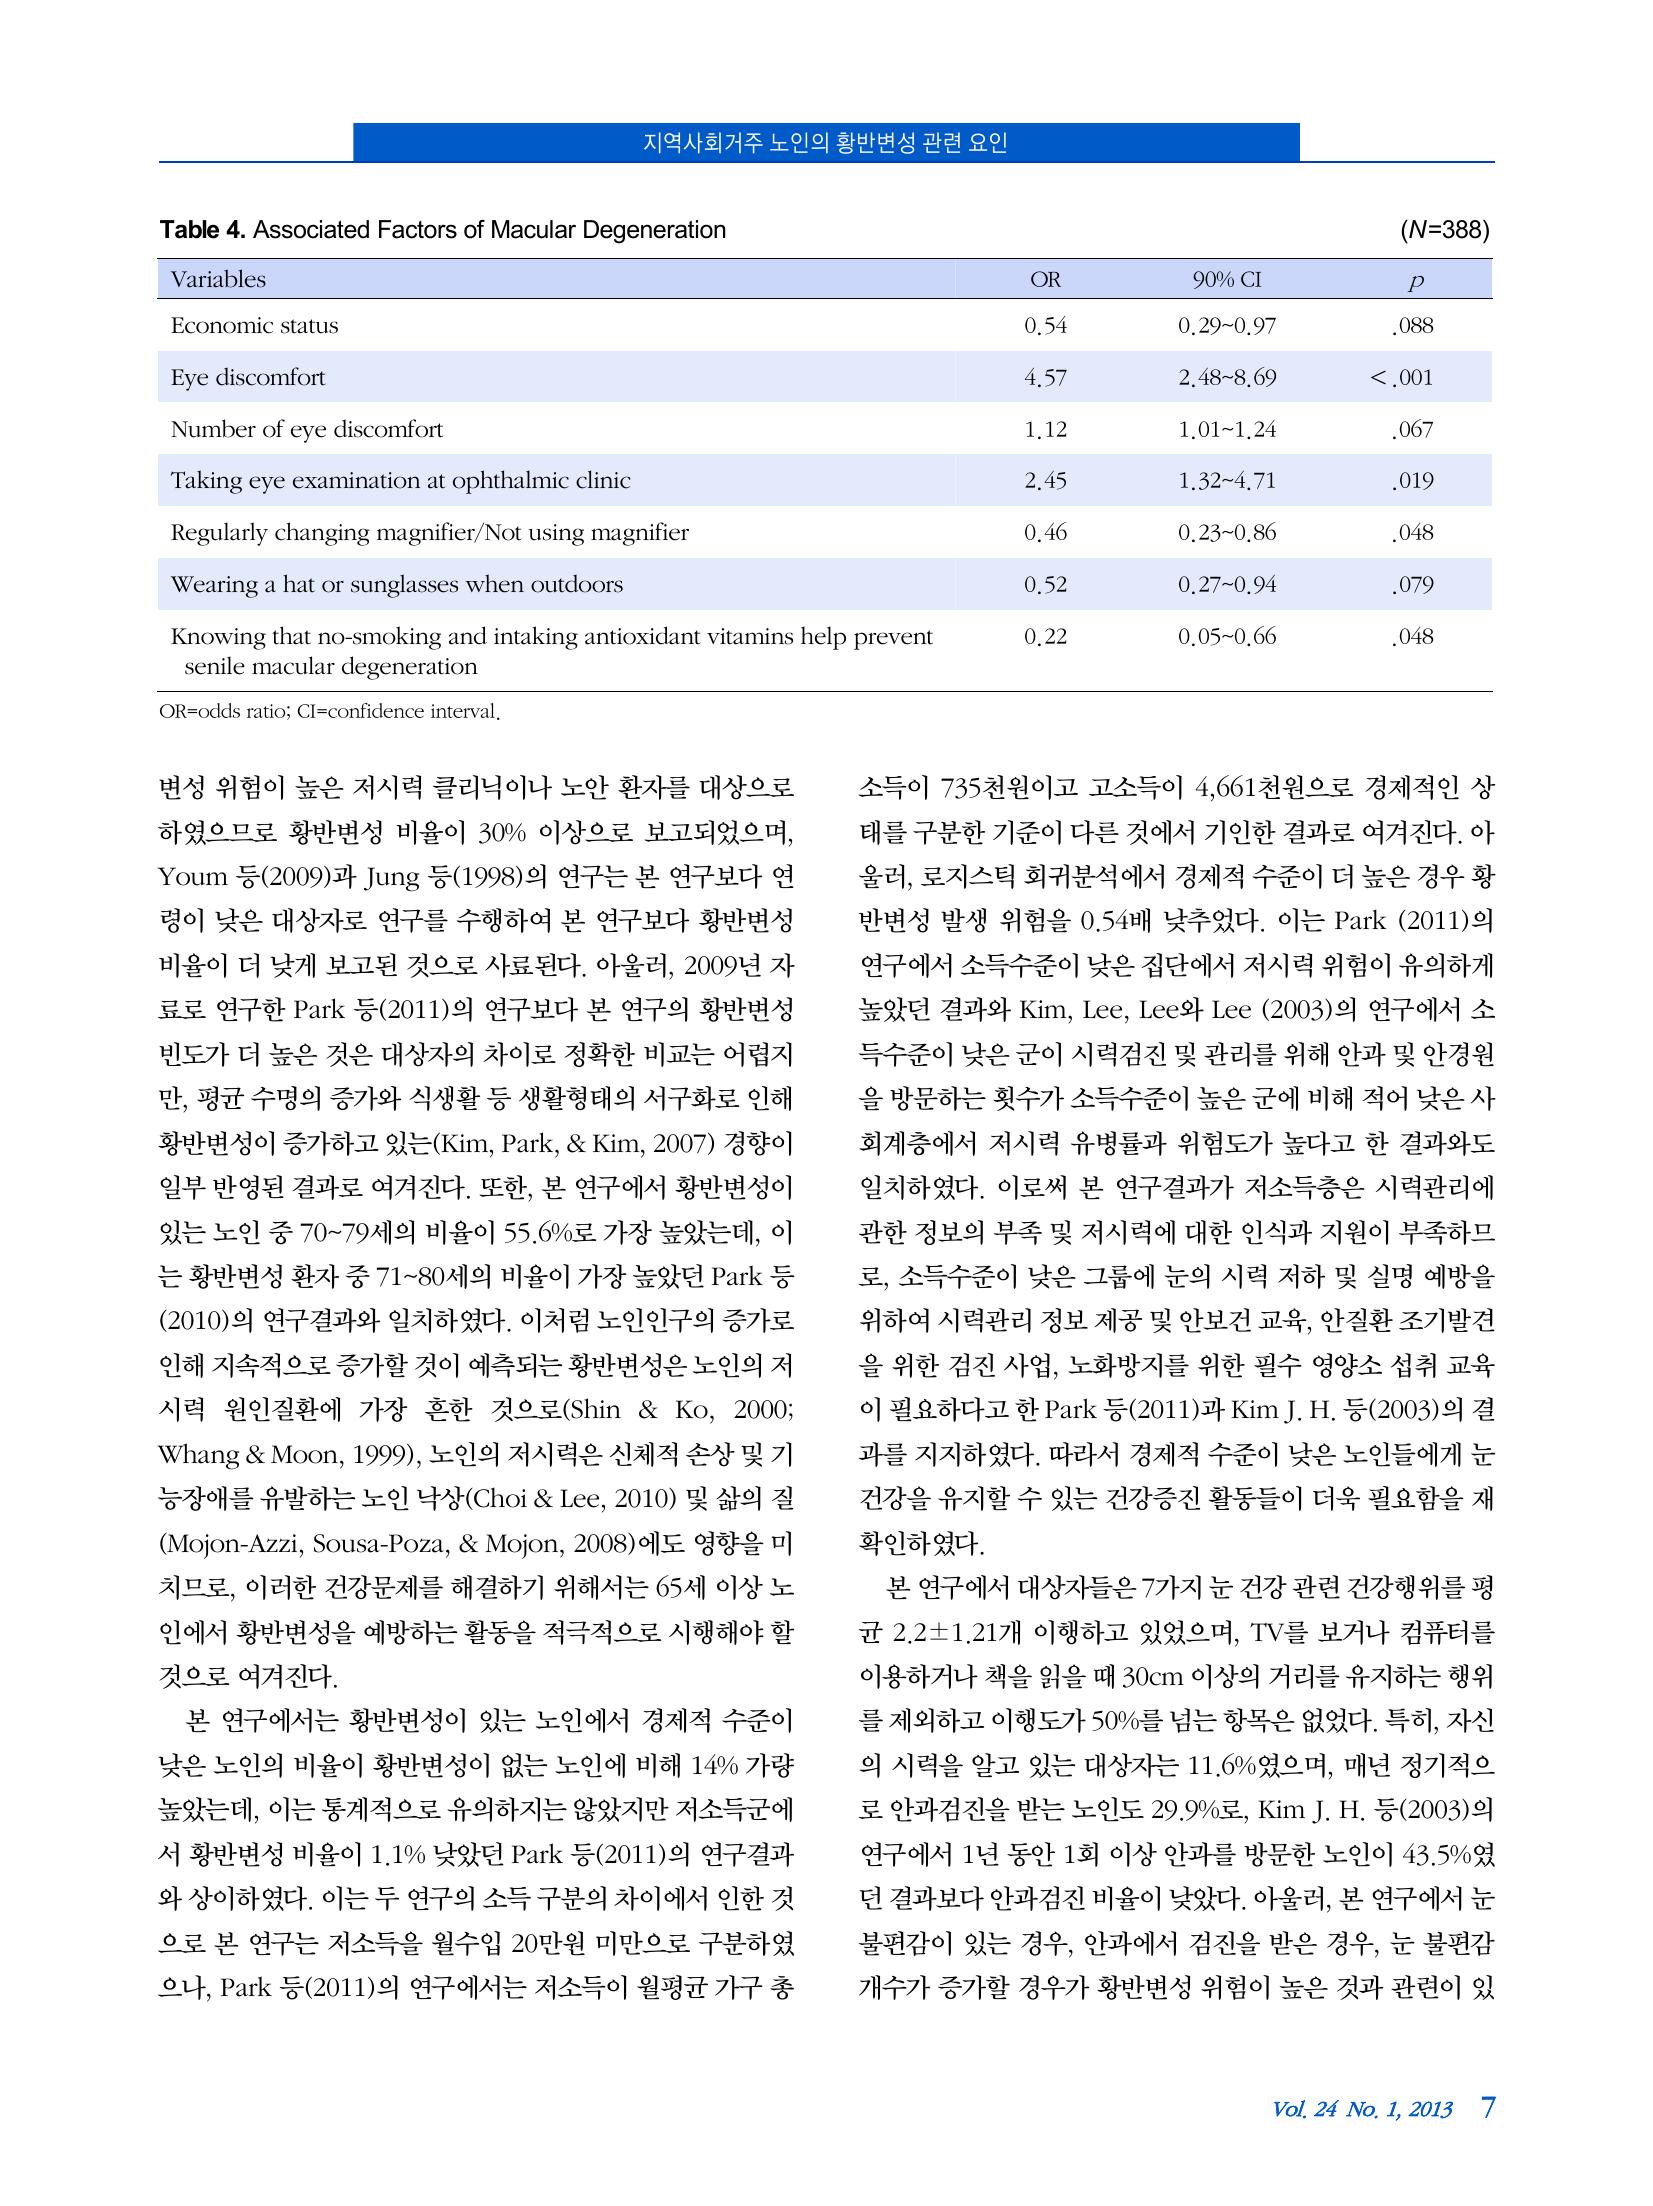 지역사회거주 노인의 황반변성 관련 요인
Table 4. Associated Factors of Macular Degeneration (N=388)
Variables OR 90% CI p
Economic status 0.54 0.29~0.97 .088
Eye discomfort 4.57 2.48~8.69 < .001
Number of eye discomfort 1.12 1.01~1.24 .067
Taking eye examination at ophthalmic clinic 2.45 1.32~4.71 .019
Regularly changing magnifier/Not using magnifier 0.46 0.23~0.86 .048
Wearing a hat or sunglasses when outdoors 0.52 0.27~0.94 .079
Knowing that no-smoking and intaking antioxidant vitamins help prevent 0.22 0.05~0.66 .048
senile macular degeneration
OR=odds ratio; CI=confidence interval.
변성 위험이 높은 저시력 클리닉이나 노안 환자를 대상으로
하였으므로 황반변성 비율이 30% 이상으로 보고되었으며,
Youm 등(2009)과 Jung 등(1998)의 연구는 본 연구보다 연
령이 낮은 대상자로 연구를 수행하여 본 연구보다 황반변성
비율이 더 낮게 보고된 것으로 사료된다. 아울러, 2009년 자
료로 연구한 Park 등(2011)의 연구보다 본 연구의 황반변성
빈도가 더 높은 것은 대상자의 차이로 정확한 비교는 어렵지
만, 평균 수명의 증가와 식생활 등 생활형태의 서구화로 인해
황반변성이 증가하고 있는(Kim, Park, & Kim, 2007) 경향이
일부 반영된 결과로 여겨진다. 또한, 본 연구에서 황반변성이
있는 노인 중 70~79세의 비율이 55.6%로 가장 높았는데, 이
는 황반변성 환자 중 71~80세의 비율이 가장 높았던 Park 등
(2010)의 연구결과와 일치하였다. 이처럼 노인인구의 증가로
인해 지속적으로 증가할 것이 예측되는 황반변성은 노인의 저
시력 원인질환에 가장 흔한 것으로(Shin & Ko, 2000;
Whang & Moon, 1999), 노인의 저시력은 신체적 손상 및 기
능장애를 유발하는 노인 낙상(Choi & Lee, 2010) 및 삶의 질
(Mojon-Azzi, Sousa-Poza, & Mojon, 2008)에도 영향을 미
치므로, 이러한 건강문제를 해결하기 위해서는 65세 이상 노
인에서 황반변성을 예방하는 활동을 적극적으로 시행해야 할
것으로 여겨진다.
본 연구에서는 황반변성이 있는 노인에서 경제적 수준이
낮은 노인의 비율이 황반변성이 없는 노인에 비해 14% 가량
높았는데, 이는 통계적으로 유의하지는 않았지만 저소득군에
서 황반변성 비율이 1.1% 낮았던 Park 등(2011)의 연구결과
와 상이하였다. 이는 두 연구의 소득 구분의 차이에서 인한 것
으로 본 연구는 저소득을 월수입 20만원 미만으로 구분하였
으나, Park 등(2011)의 연구에서는 저소득이 월평균 가구 총
소득이 735천원이고 고소득이 4,661천원으로 경제적인 상
태를 구분한 기준이 다른 것에서 기인한 결과로 여겨진다. 아
울러, 로지스틱 회귀분석에서 경제적 수준이 더 높은 경우 황
반변성 발생 위험을 0.54배 낮추었다. 이는 Park (2011)의
연구에서 소득수준이 낮은 집단에서 저시력 위험이 유의하게
높았던 결과와 Kim, Lee, Lee와 Lee (2003)의 연구에서 소
득수준이 낮은 군이 시력검진 및 관리를 위해 안과 및 안경원
을 방문하는 횟수가 소득수준이 높은 군에 비해 적어 낮은 사
회계층에서 저시력 유병률과 위험도가 높다고 한 결과와도
일치하였다. 이로써 본 연구결과가 저소득층은 시력관리에
관한 정보의 부족 및 저시력에 대한 인식과 지원이 부족하므
로, 소득수준이 낮은 그룹에 눈의 시력 저하 및 실명 예방을
위하여 시력관리 정보 제공 및 안보건 교육, 안질환 조기발견
을 위한 검진 사업, 노화방지를 위한 필수 영양소 섭취 교육
이 필요하다고 한 Park 등(2011)과 Kim J. H. 등(2003)의 결
과를 지지하였다. 따라서 경제적 수준이 낮은 노인들에게 눈
건강을 유지할 수 있는 건강증진 활동들이 더욱 필요함을 재
확인하였다.
본 연구에서 대상자들은 7가지 눈 건강 관련 건강행위를 평
균 2.2±1.21개 이행하고 있었으며, TV를 보거나 컴퓨터를
이용하거나 책을 읽을 때 30cm 이상의 거리를 유지하는 행위
를 제외하고 이행도가 50%를 넘는 항목은 없었다. 특히, 자신
의 시력을 알고 있는 대상자는 11.6%였으며, 매년 정기적으
로 안과검진을 받는 노인도 29.9%로, Kim J. H. 등(2003)의
연구에서 1년 동안 1회 이상 안과를 방문한 노인이 43.5%였
던 결과보다 안과검진 비율이 낮았다. 아울러, 본 연구에서 눈
불편감이 있는 경우, 안과에서 검진을 받은 경우, 눈 불편감
개수가 증가할 경우가 황반변성 위험이 높은 것과 관련이 있
Vol. 24 No. 1, 2013 7